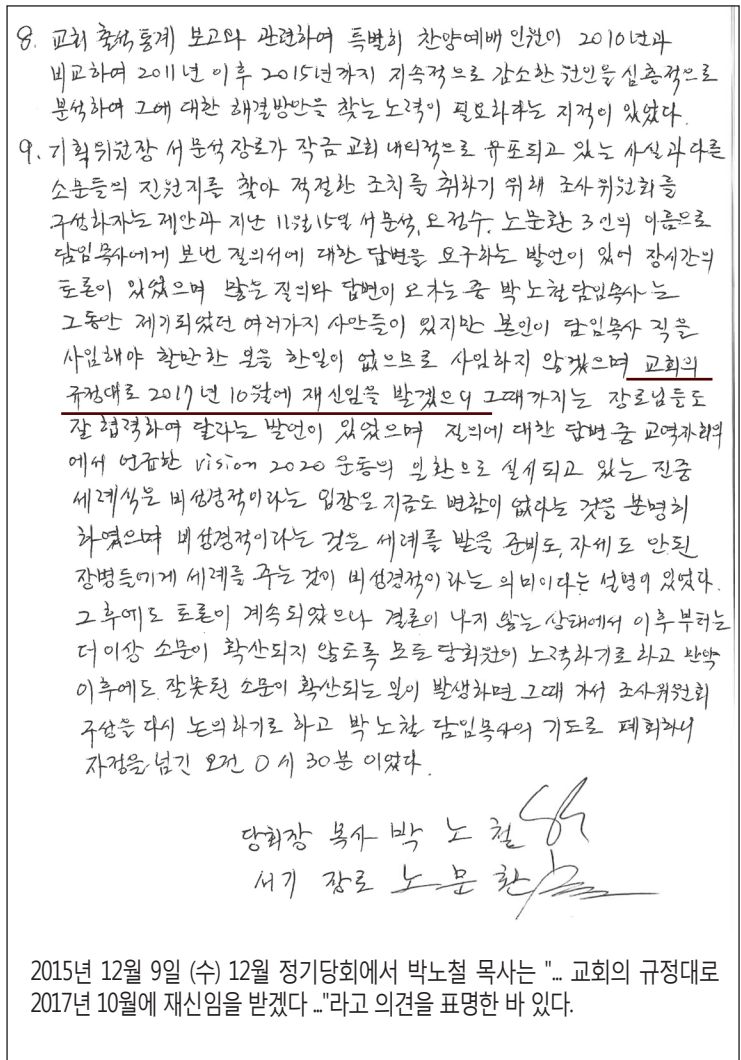 8. 교회 출석 통계 보고와 관련하여 특별히 찬양예배 인원이 2010년과
비교하여 2011년 이후 2015년까지 지속적으로 감소한 원인을 심층적으로
분석하여 그에 대한 해결방안을 찾는 노력이 필요하다는 지적이 있었다.
9. 기획위원장 서문석 장로가 작금 교회 내외적으로 유포되고 있는 사실과 다른
소문들의 진원지를 찾아 적절한 조치를 취하기 위해 조사위원회를
구성하자는 제안과 지난 11월 15일 서문석, 오정수, 노문환 3인의 이름으로
담임목사에게 보낸 질의서에 대한 답변을 요구하는 발언이 있어 장시간의
토론이 있었으며 많은 질의와 답변이 오가는 중 박노철 담임목사는
그동안 제기되었던 여러가지 사안들이 있지만 본인이 담임목사 직을
사임해야 할만한 일을 한일이 없으므로 사임하지 않겠으며 교회의
규정대로 2017년 10월에 재신임을 받겠으니 그때까지는 장로님들도
잘 협력하여 달라는 발언이 있었으며 질의에 대한 답변 중 교역자회의
에서 언급한 vision 2020 운동의 일환으로 실시되고 있는 진중
세례식은 비성경적이라는 입장은 지금도 변함이 없다는 것을 분명히
하였으며 비성경적이라는 것은 세례를 받을 준비도 자세도 안된
장병들에게 세례를 주는 것이 비성경적이라는 의미이다는 설명이 있었다.
그 후에도 토론이 계속되었으나 결론이 나지 않는 상태에서 이후부터는
더이상 소문이 확산되지 않도록 모든 당회원이 노력하기로 하고 만약
이후에도 잘못된 소문이 확산되는 일이 발생하면 그때 가서 조사위원회
구성을 다시 논의하기로 하고 박노철 담임목사의 기도로 폐회하니
자정을 넘긴 오전 0시 30분 이었다.
당회장 목사 박 노 철
서기 장로 노 문 환
2015년 12월 9일 (수) 12월 정기당회에서 박노철 목사는 "... 교회의 규정대로
2017년 10월에 재신임을 받겠다 ..."라고 의견을 표명한 바 있다.